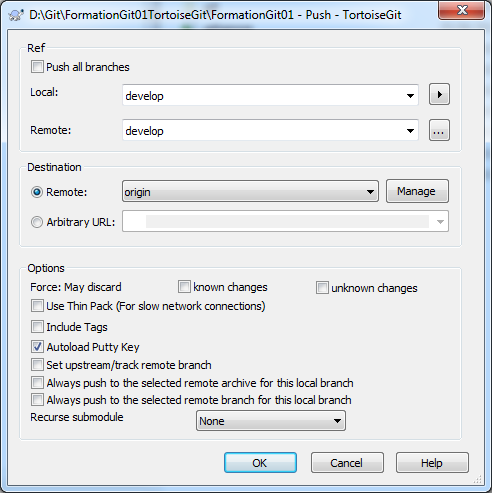 D:\Git\FormationGit01TortoiseGit\FormationGit01 - Push - TortoiseGit
Ref
Push all branches
Local: develop
Remote: develop
...
Destination
Remote: origin Manage
Arbitrary URL:
Options
Force: May discard known changes unknown changes
Use Thin Pack (For slow network connections)
Include Tags
Autoload Putty Key
Set upstream/track remote branch
Always push to the selected remote archive for this local branch
Always push to the selected remote branch for this local branch
Recurse submodule None
OK Cancel Help